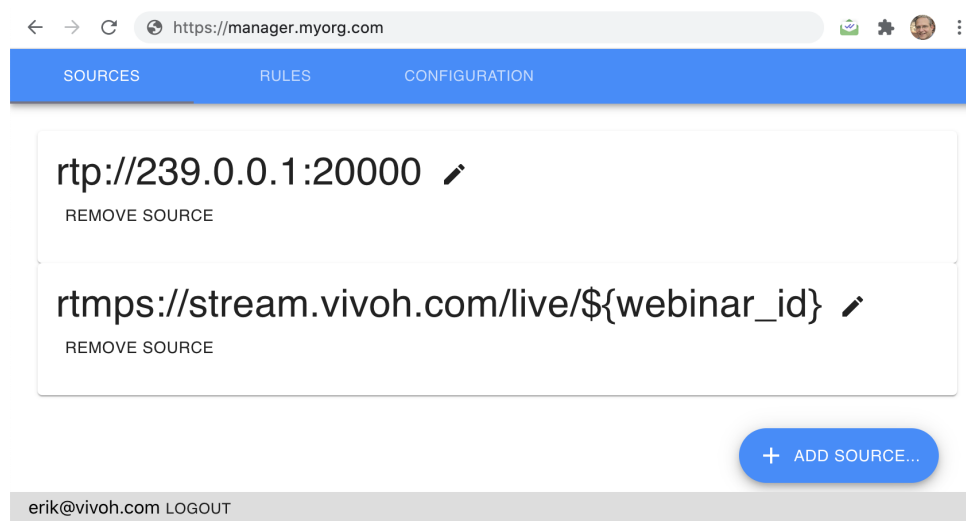 https://manager.myorg.com
SOURCES RULES CONFIGURATION
rtp://239.0.0.1:20000
REMOVE SOURCE
rtmps://stream.vivoh.com/live/${webinar_id}
REMOVE SOURCE
+ ADD SOURCE...
erik@vivoh.com LOGOUT